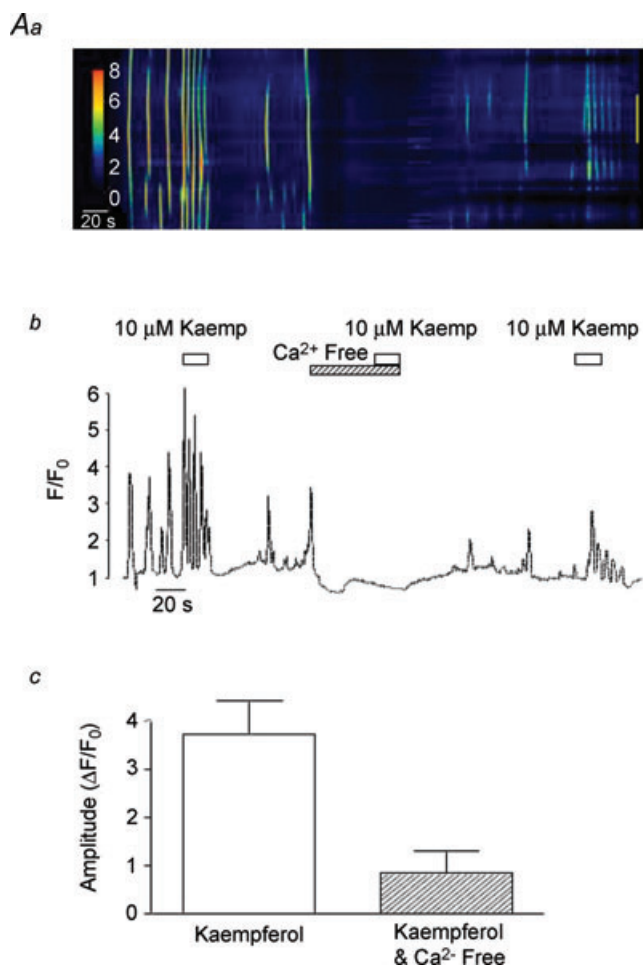 Aa
8
6
4
2
0
20 s
b
10 µM Kaemp 10 µM Kaemp 10 µM Kaemp
Ca²⁺ Free
6
5
4
3
2
1
F/F₀
20 s
c
4
3
2
1
0
Amplitude (ΔF/F₀)
Kaempferol Kaempferol
& Ca²⁻ Free